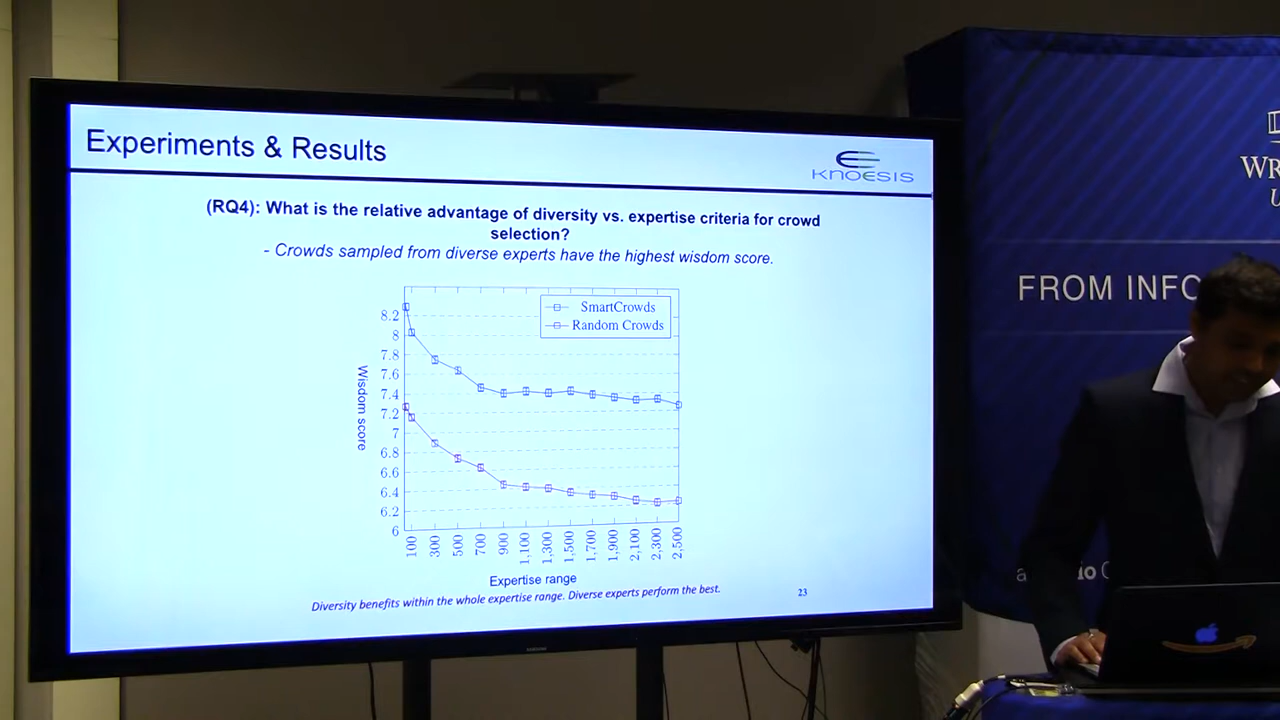 Experiments & Results
KNOESIS
(RQ4): What is the relative advantage of diversity vs. expertise criteria for crowd
selection?
- Crowds sampled from diverse experts have the highest wisdom score.
SmartCrowds
Random Crowds
8.2
8
7.8
7.6
7.4
7.2
7
6.8
6.6
6.4
6.2
6
Wisdom score
100
300
500
700
900
1,100
1,300
1,500
1,700
1,900
2,100
2,300
2,500
Expertise range
Diversity benefits within the whole expertise range. Diverse experts perform the best.
23
WR
U
FROM INFO